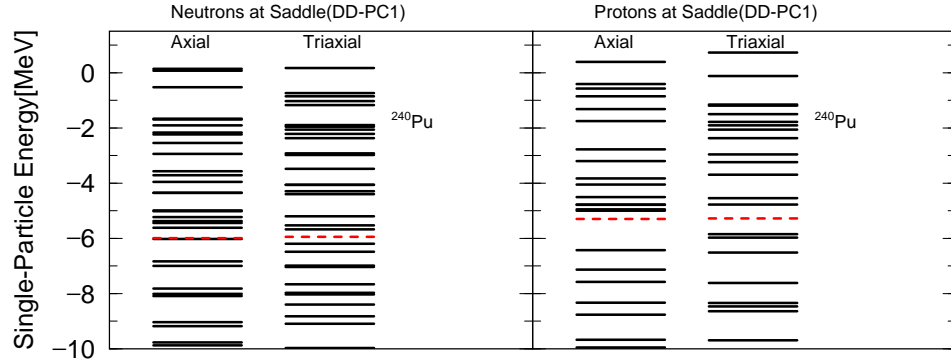 Neutrons at Saddle(DD-PC1)
Protons at Saddle(DD-PC1)
Axial
Triaxial
Axial
Triaxial
Single-Particle Energy[MeV]
0
−2
−4
−6
−8
−10
²⁴⁰Pu
²⁴⁰Pu